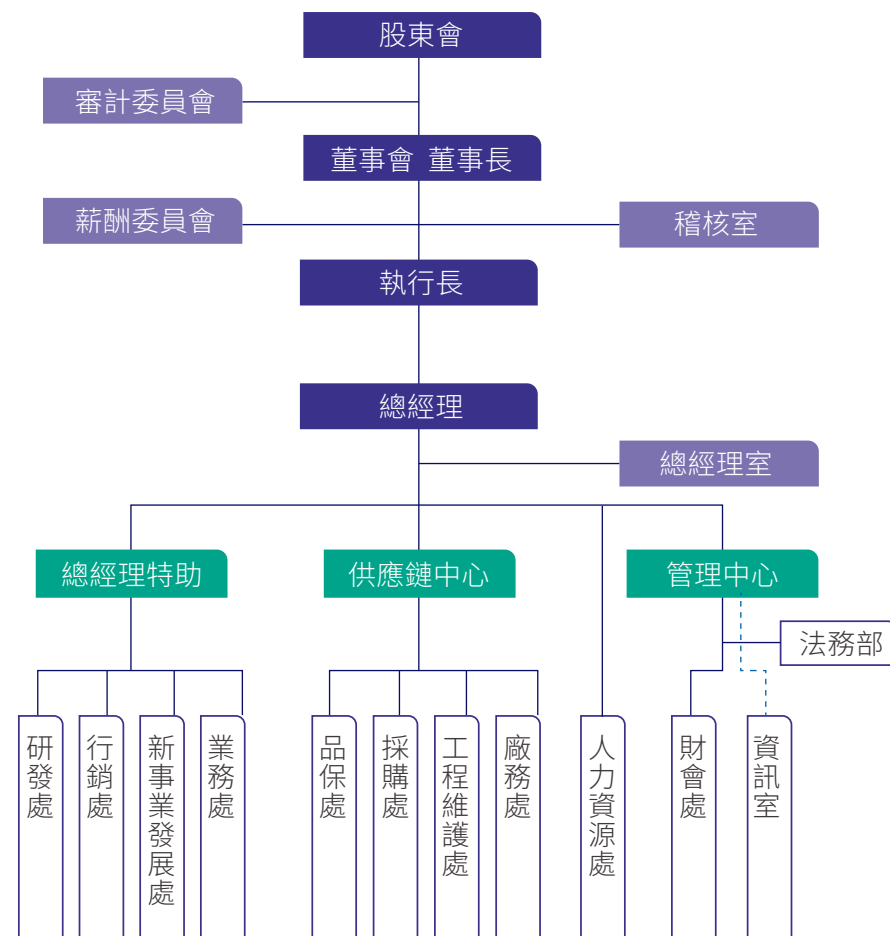 股東會
審計委員會
董事會 董事長
薪酬委員會
稽核室
執行長
總經理
總經理室
總經理特助
供應鏈中心
管理中心
法務部
研發處
行銷處
新事業發展處
業務處
品保處
採購處
工程維護處
廠務處
人力資源處
財會處
資訊室